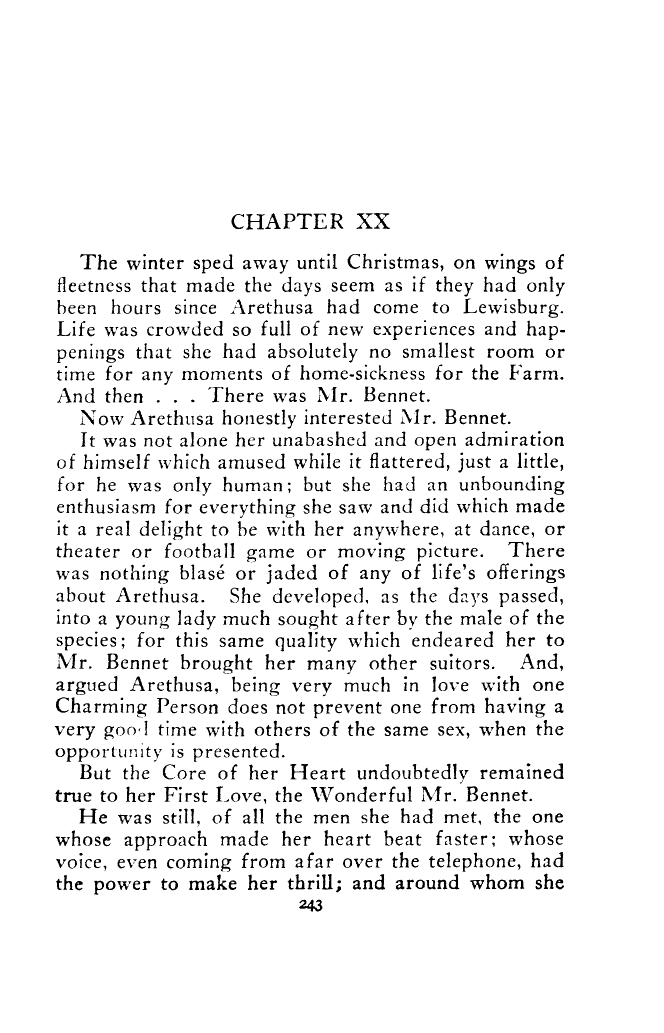 CHAPTER XX
The winter sped away until Christmas, on wings of
fleetness that made the days seem as if they had only
been hours since Arethusa had come to Lewisburg.
Life was crowded so full of new experiences and hap-
penings that she had absolutely no smallest room or
time for any moments of home-sickness for the Farm.
And then . . . There was Mr. Bennet.
Now Arethusa honestly interested Mr. Bennet.
It was not alone her unabashed and open admiration
of himself which amused while it flattered, just a little,
for he was only human; but she had an unbounding
enthusiasm for everything she saw and did which made
it a real delight to be with her anywhere, at dance, or
theater or football game or moving picture. There
was nothing blasé or jaded of any of life's offerings
about Arethusa. She developed, as the days passed,
into a young lady much sought after by the male of the
species; for this same quality which endeared her to
Mr. Bennet brought her many other suitors. And,
argued Arethusa, being very much in love with one
Charming Person does not prevent one from having a
very good time with others of the same sex, when the
opportunity is presented.
But the Core of her Heart undoubtedly remained
true to her First Love, the Wonderful Mr. Bennet.
He was still, of all the men she had met, the one
whose approach made her heart beat faster; whose
voice, even coming from afar over the telephone, had
the power to make her thrill; and around whom she
243